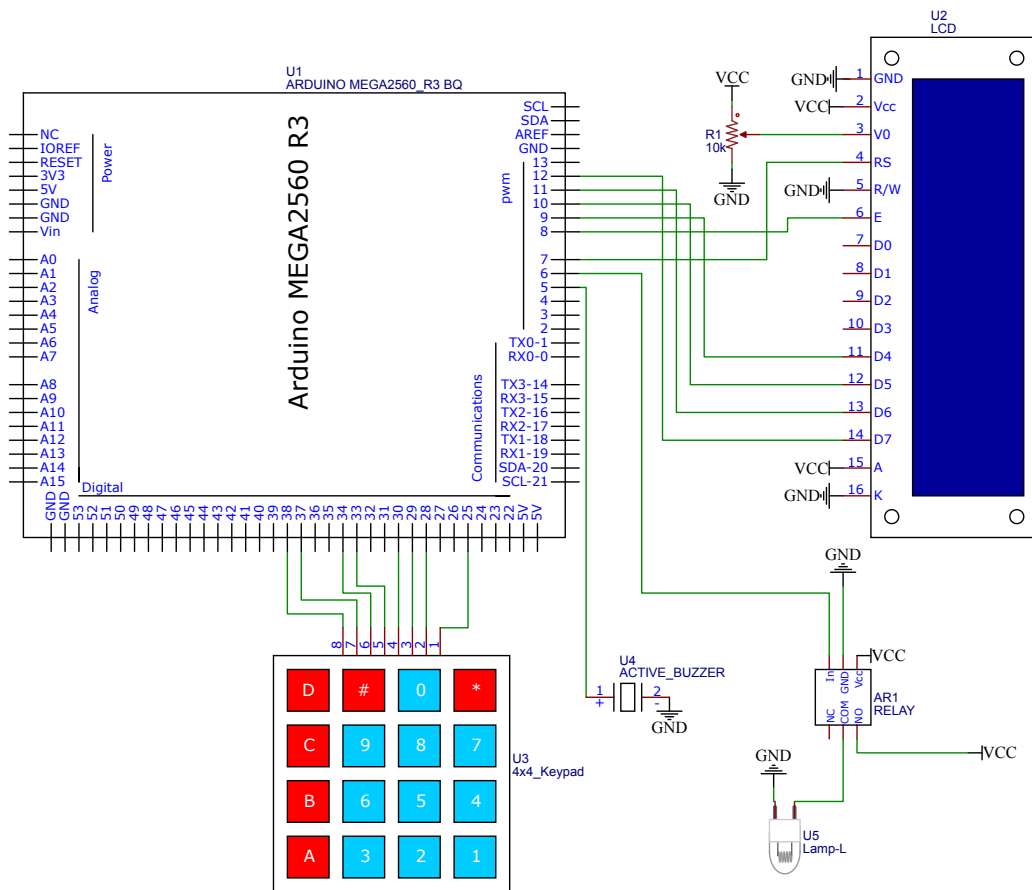 U1
ARDUINO MEGA2560_R3 BQ
Arduino MEGA2560 R3
NC
IOREF
RESET
3V3
5V
GND
GND
Vin
Power
A0
A1
A2
A3
A4
A5
A6
A7
Analog
A8
A9
A10
A11
A12
A13
A14
A15
SCL
SDA
AREF
GND
13
12
11
10
9
8
pwm
7
6
5
4
3
2
TX0-1
RX0-0
TX3-14
RX3-15
TX2-16
RX2-17
TX1-18
RX1-19
SDA-20
SCL-21
Communications
Digital
GND GND 53 52 51 50 49 48 47 46 45 44 43 42 41 40 39 38 37 36 35 34 33 32 31 30 29 28 27 26 25 24 23 22 5V 5V
8 7 6 5 4 3 2 1
D # 0 *
C 9 8 7
B 6 5 4
A 3 2 1
U3
4x4_Keypad
VCC
R1
10k
GND
U2
LCD
GND 1 GND
VCC 2 Vcc
3 V0
4 RS
GND 5 R/W
6 E
7 D0
8 D1
9 D2
10 D3
11 D4
12 D5
13 D6
14 D7
VCC 15 A
GND 16 K
U4
ACTIVE_BUZZER
1 2
+ -
GND
GND
In GND Vcc
VCC
NC COM NO
AR1
RELAY
VCC
GND
U5
Lamp-L